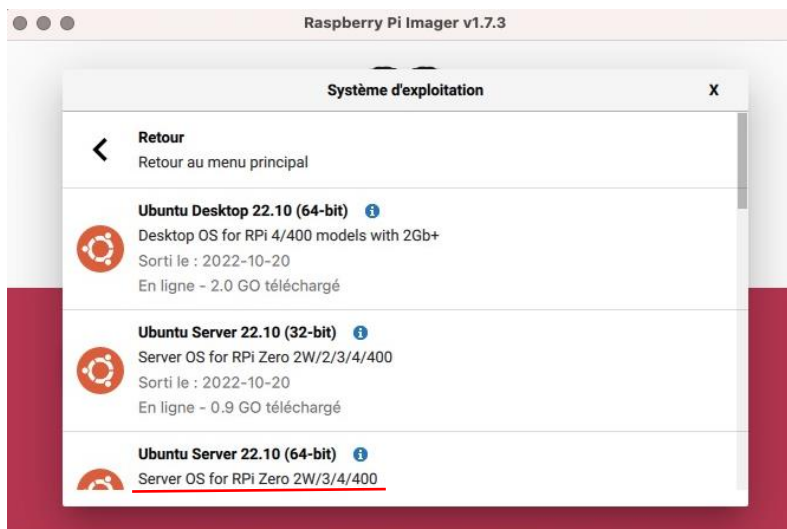 Raspberry Pi Imager v1.7.3
Système d'exploitation
X
Retour
Retour au menu principal
Ubuntu Desktop 22.10 (64-bit)
Desktop OS for RPi 4/400 models with 2Gb+
Sorti le : 2022-10-20
En ligne - 2.0 GO téléchargé
Ubuntu Server 22.10 (32-bit)
Server OS for RPi Zero 2W/2/3/4/400
Sorti le : 2022-10-20
En ligne - 0.9 GO téléchargé
Ubuntu Server 22.10 (64-bit)
Server OS for RPi Zero 2W/3/4/400